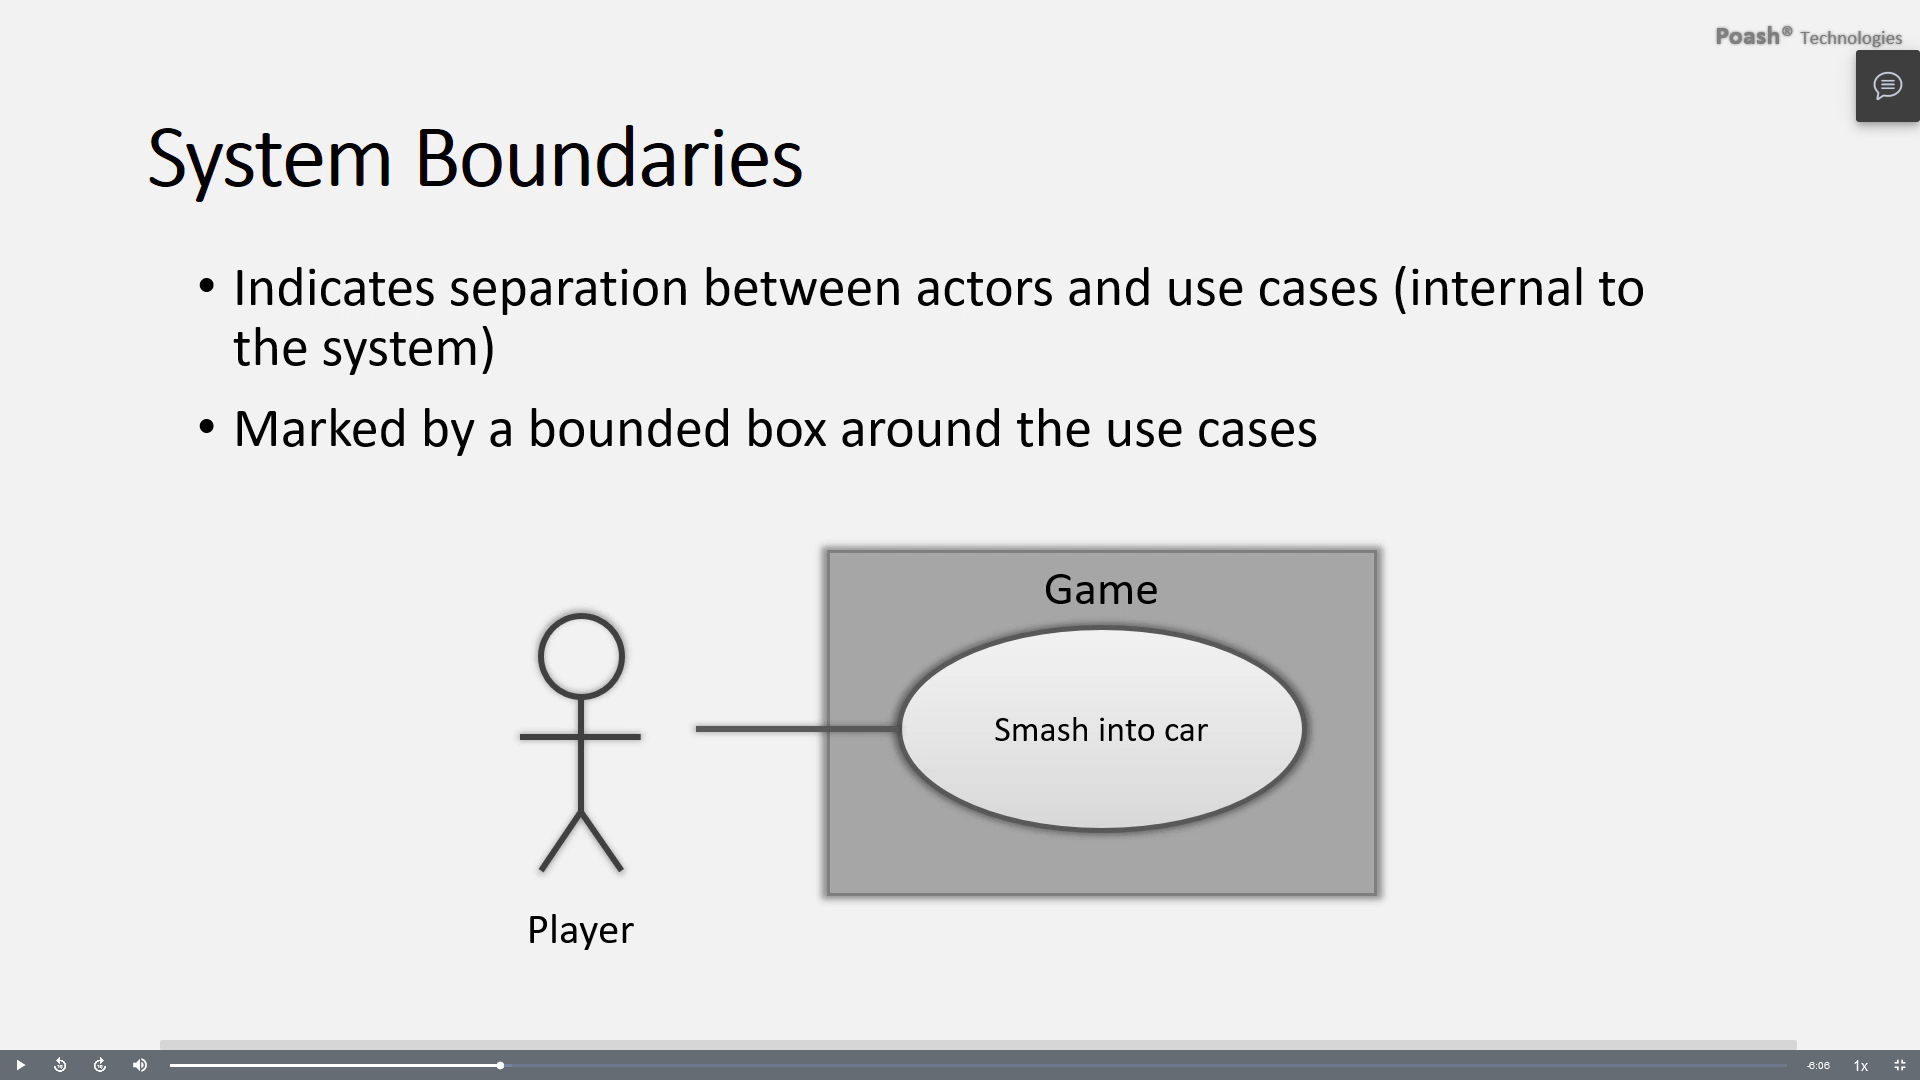 Poash® Technologies
System Boundaries
• Indicates separation between actors and use cases (internal to
the system)
• Marked by a bounded box around the use cases
Game
Smash into car
Player
-6:06 1x